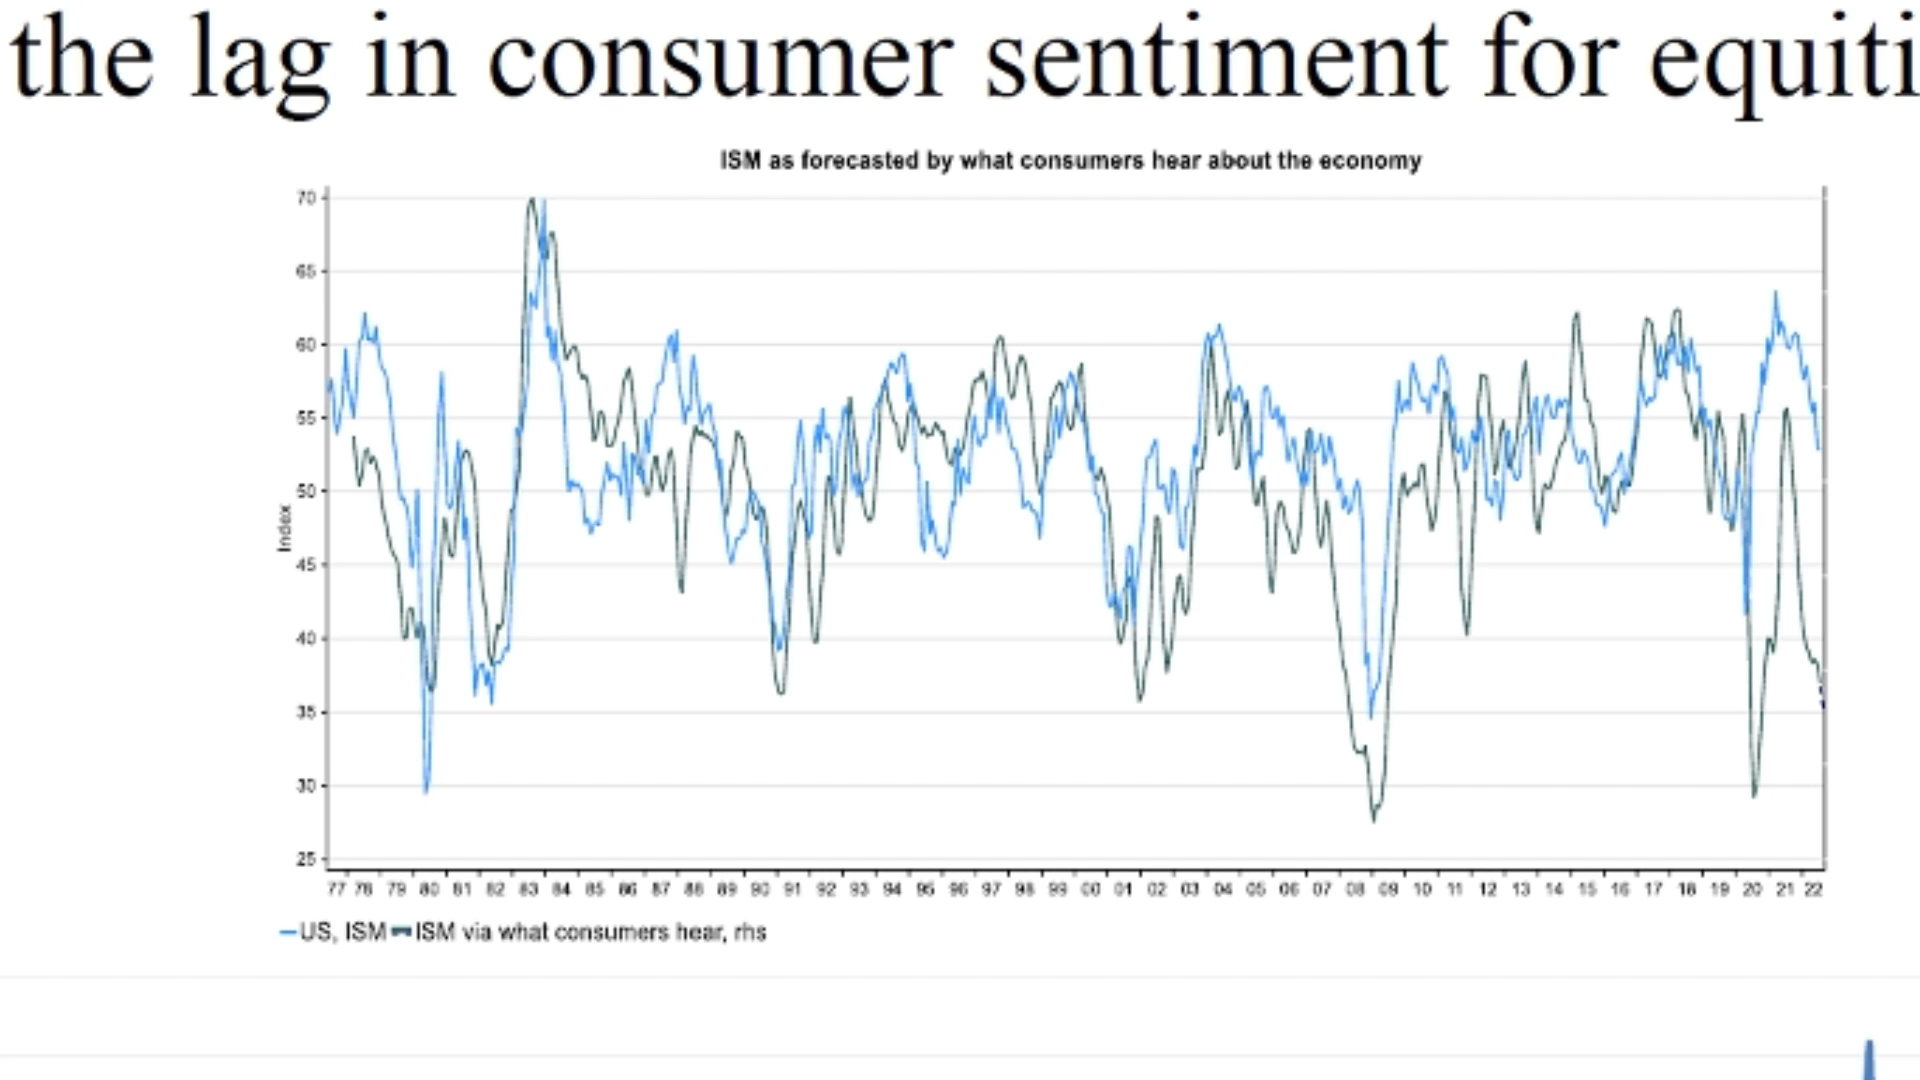 the lag in consumer sentiment for equiti
ISM as forecasted by what consumers hear about the economy
70
65
60
55
50
45
40
35
30
25
Index
77 78 79 80 81 82 83 84 85 86 87 88 89 90 91 92 93 94 95 96 97 98 99 00 01 02 03 04 05 06 07 08 09 10 11 12 13 14 15 16 17 18 19 20 21 22
US, ISM ISM via what consumers hear, rhs